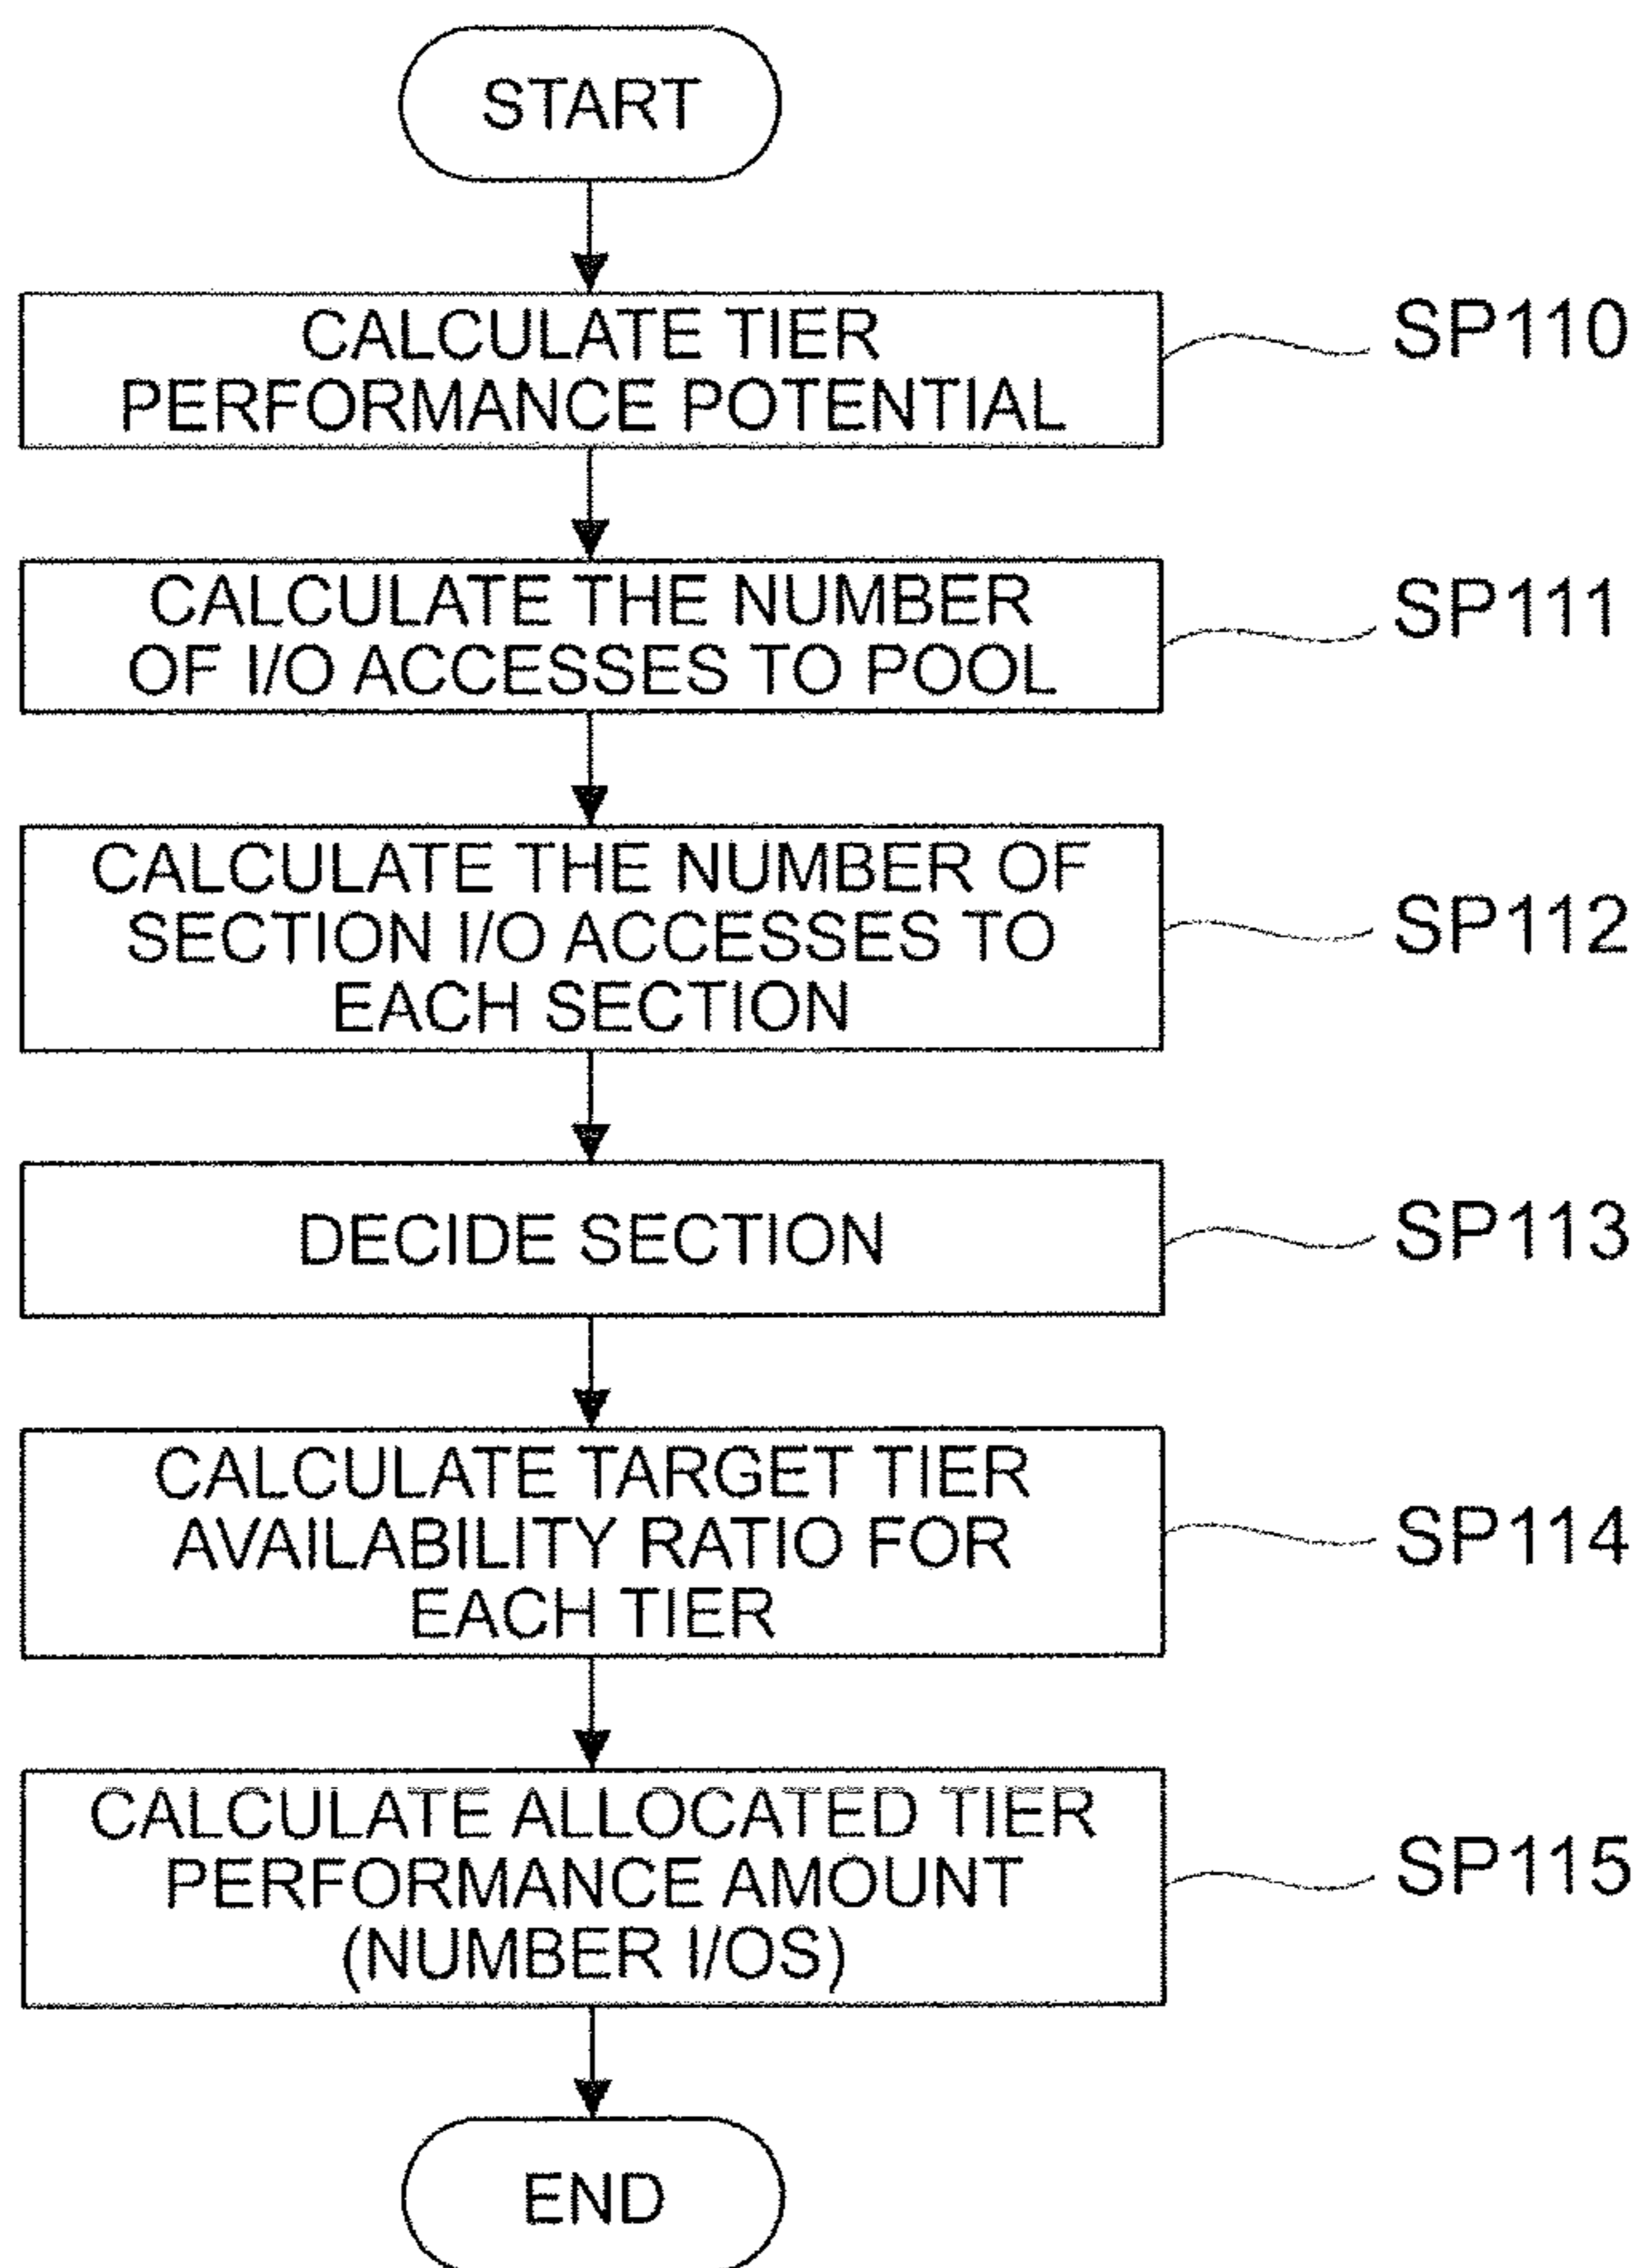 START
CALCULATE TIER
PERFORMANCE POTENTIAL
SP110
CALCULATE THE NUMBER
OF I/O ACCESSES TO POOL
SP111
CALCULATE THE NUMBER OF
SECTION I/O ACCESSES TO
EACH SECTION
SP112
DECIDE SECTION
SP113
CALCULATE TARGET TIER
AVAILABILITY RATIO FOR
EACH TIER
SP114
CALCULATE ALLOCATED TIER
PERFORMANCE AMOUNT
(NUMBER I/OS)
SP115
END